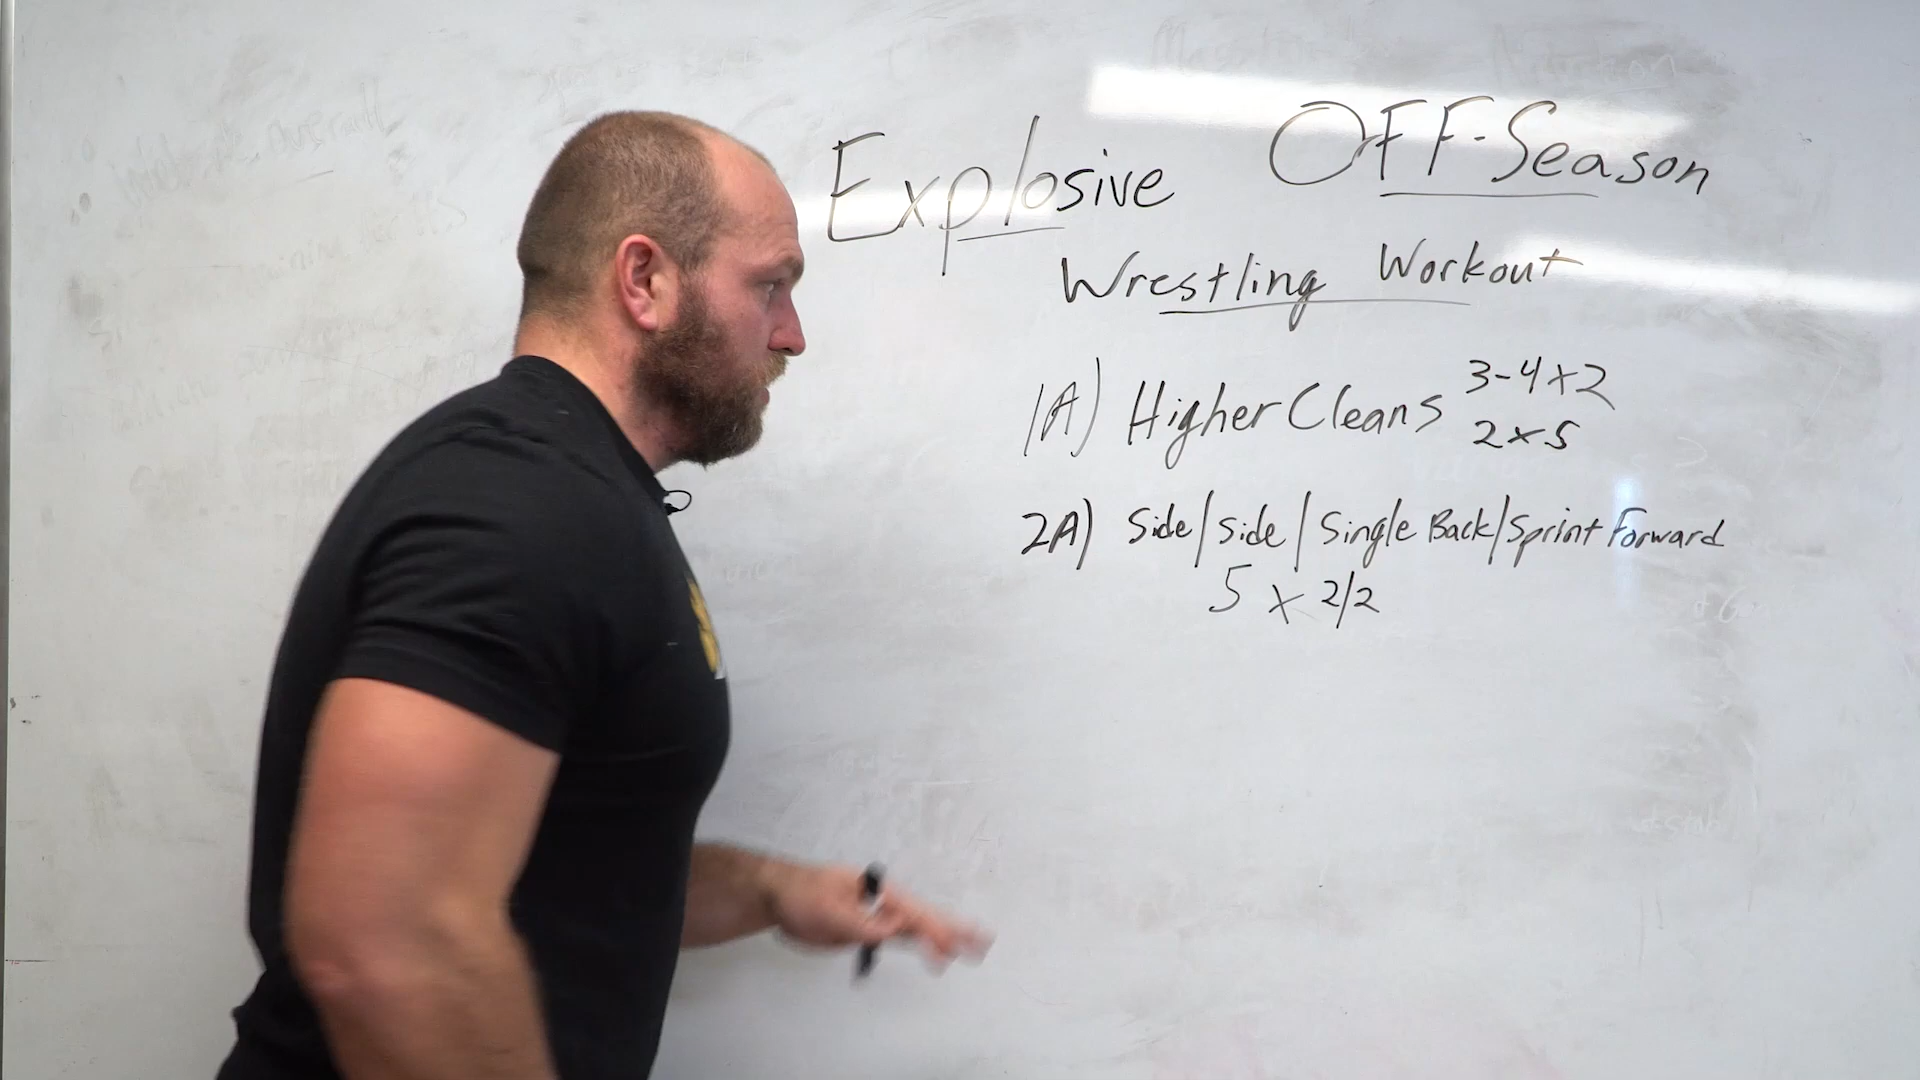 Explosive OFF-Season
Wrestling Workout
1A) Higher Cleans 3-4x2
2x5
2A) Side/Side/Single Back/Sprint Forward
5 x 2/2